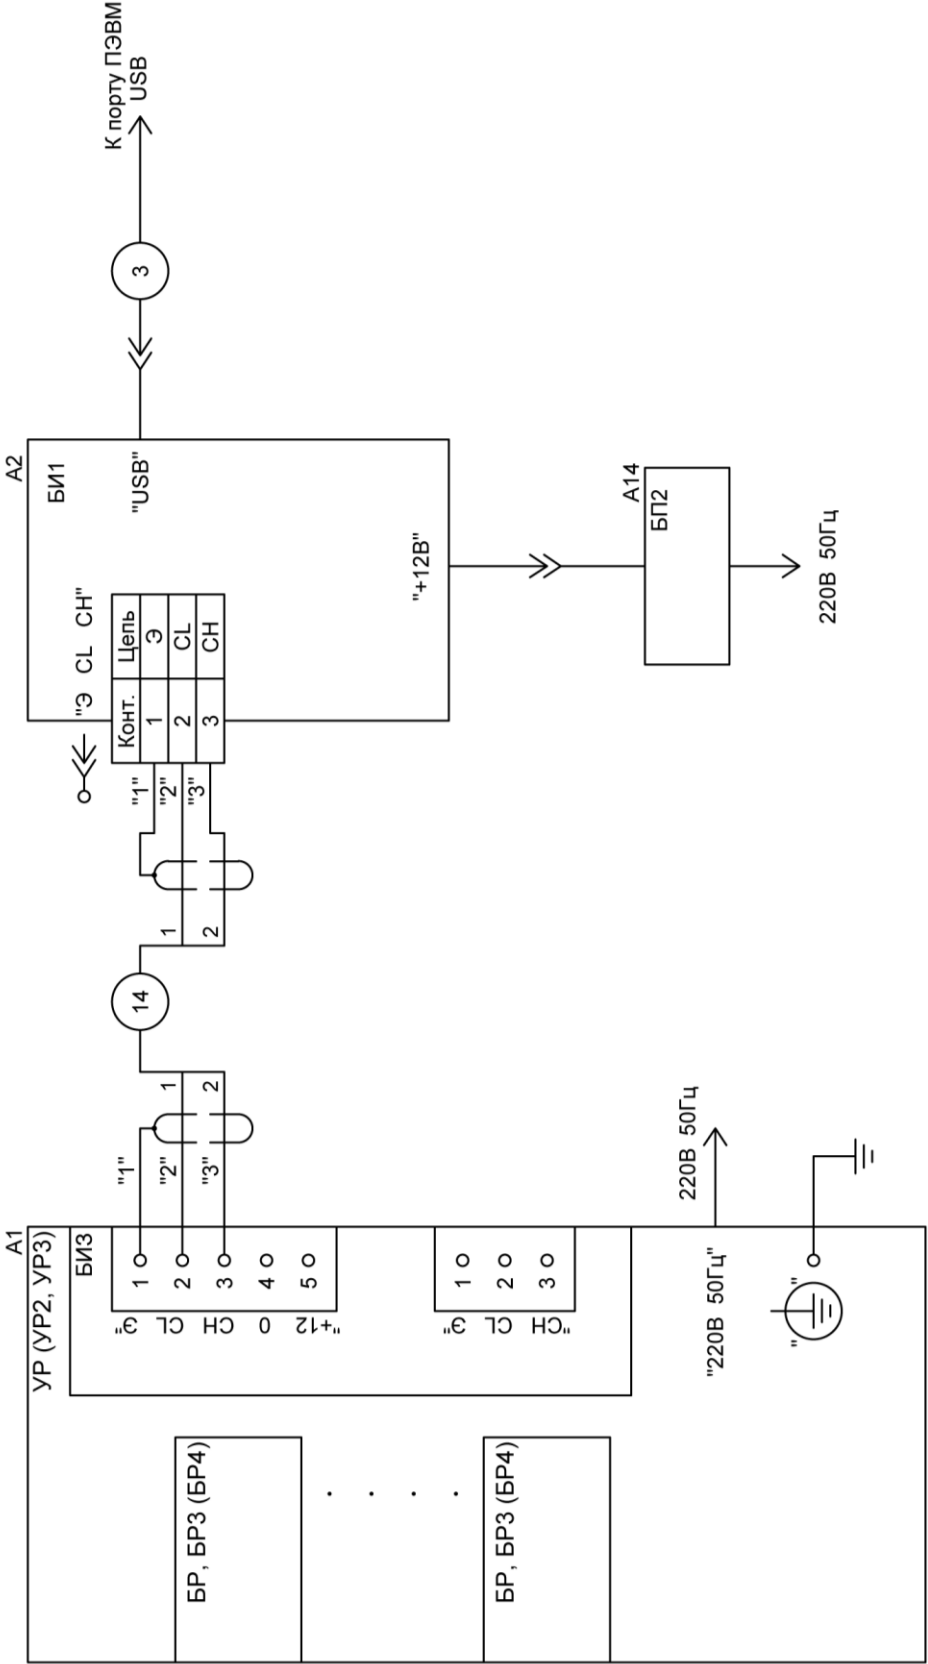 A1
УР (УР2, УР3)
БИ3
1
2
3
4
5
"Э
CL
CH
0
+12"
1
2
3
"Э
CL
CH"
БР, БР3 (БР4)
. . . .
БР, БР3 (БР4)
"220В 50Гц"
220В 50Гц
" "
"1"
"2"
"3"
1
2
14
1
2
"1"
"2"
"3"
A2
БИ1
"Э CL CH"
Конт. Цепь
1 Э
2 CL
3 CH
"USB"
"+12В"
3
К порту ПЭВМ
USB
A14
БП2
220В 50Гц